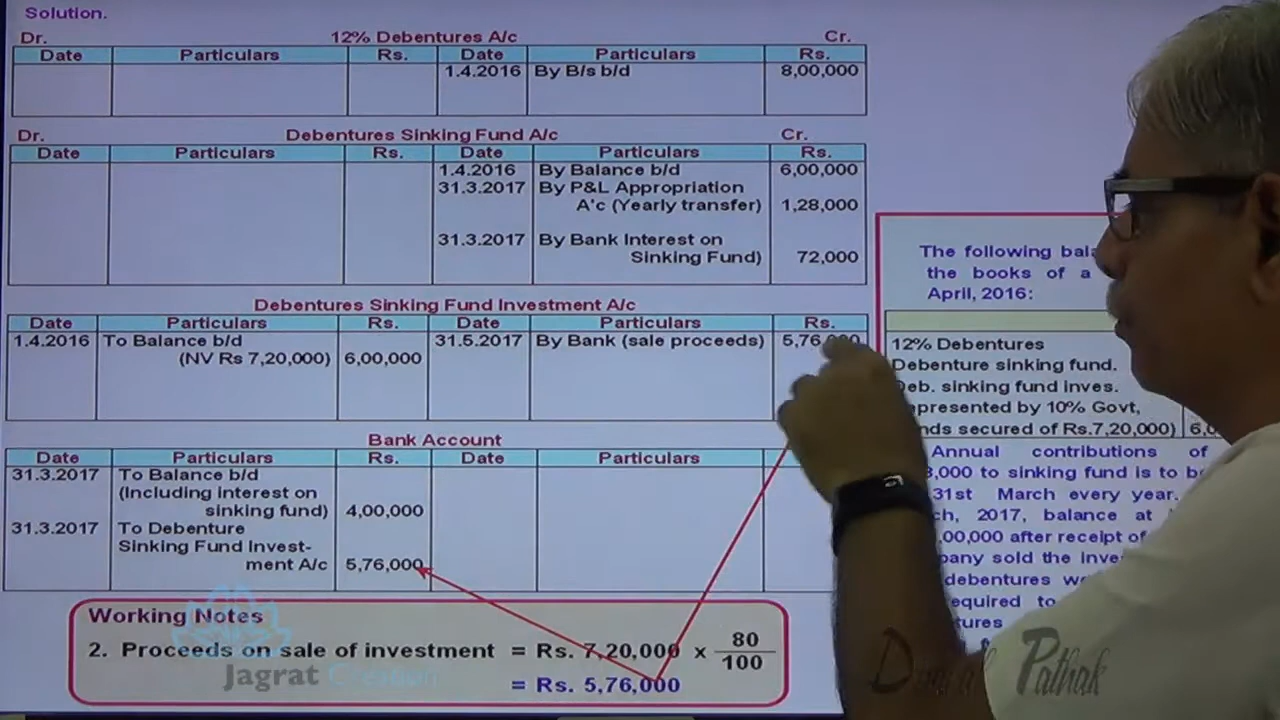 Solution.
Dr. 12% Debentures A/c Cr.
Date Particulars Rs. Date Particulars Rs.
1.4.2016 By B/s b/d 8,00,000
Dr. Debentures Sinking Fund A/c Cr.
Date Particulars Rs. Date Particulars Rs.
1.4.2016 By Balance b/d 6,00,000
31.3.2017 By P&L Appropriation
A'c (Yearly transfer) 1,28,000
31.3.2017 By Bank Interest on
Sinking Fund) 72,000
Debentures Sinking Fund Investment A/c
Date Particulars Rs. Date Particulars Rs.
1.4.2016 To Balance b/d 31.5.2017 By Bank (sale proceeds) 5,76,000
(NV Rs 7,20,000) 6,00,000
Bank Account
Date Particulars Rs. Date Particulars
31.3.2017 To Balance b/d
(Including interest on
sinking fund) 4,00,000
31.3.2017 To Debenture
Sinking Fund Invest-
ment A/c 5,76,000
Working Notes
2. Proceeds on sale of investment = Rs. 7,20,000 x 80/100
= Rs. 5,76,000
Jagrat Creation
The following
the books of a
April, 2016:
12% Debentures
Debenture sinking fund.
Deb. sinking fund inves.
represented by 10% Govt,
secured of Rs.7,20,000)
Annual contributions of
to sinking fund is to
31st March every year.
2017, balance at
after receipt of
sold the
debentures
required to
Pathak